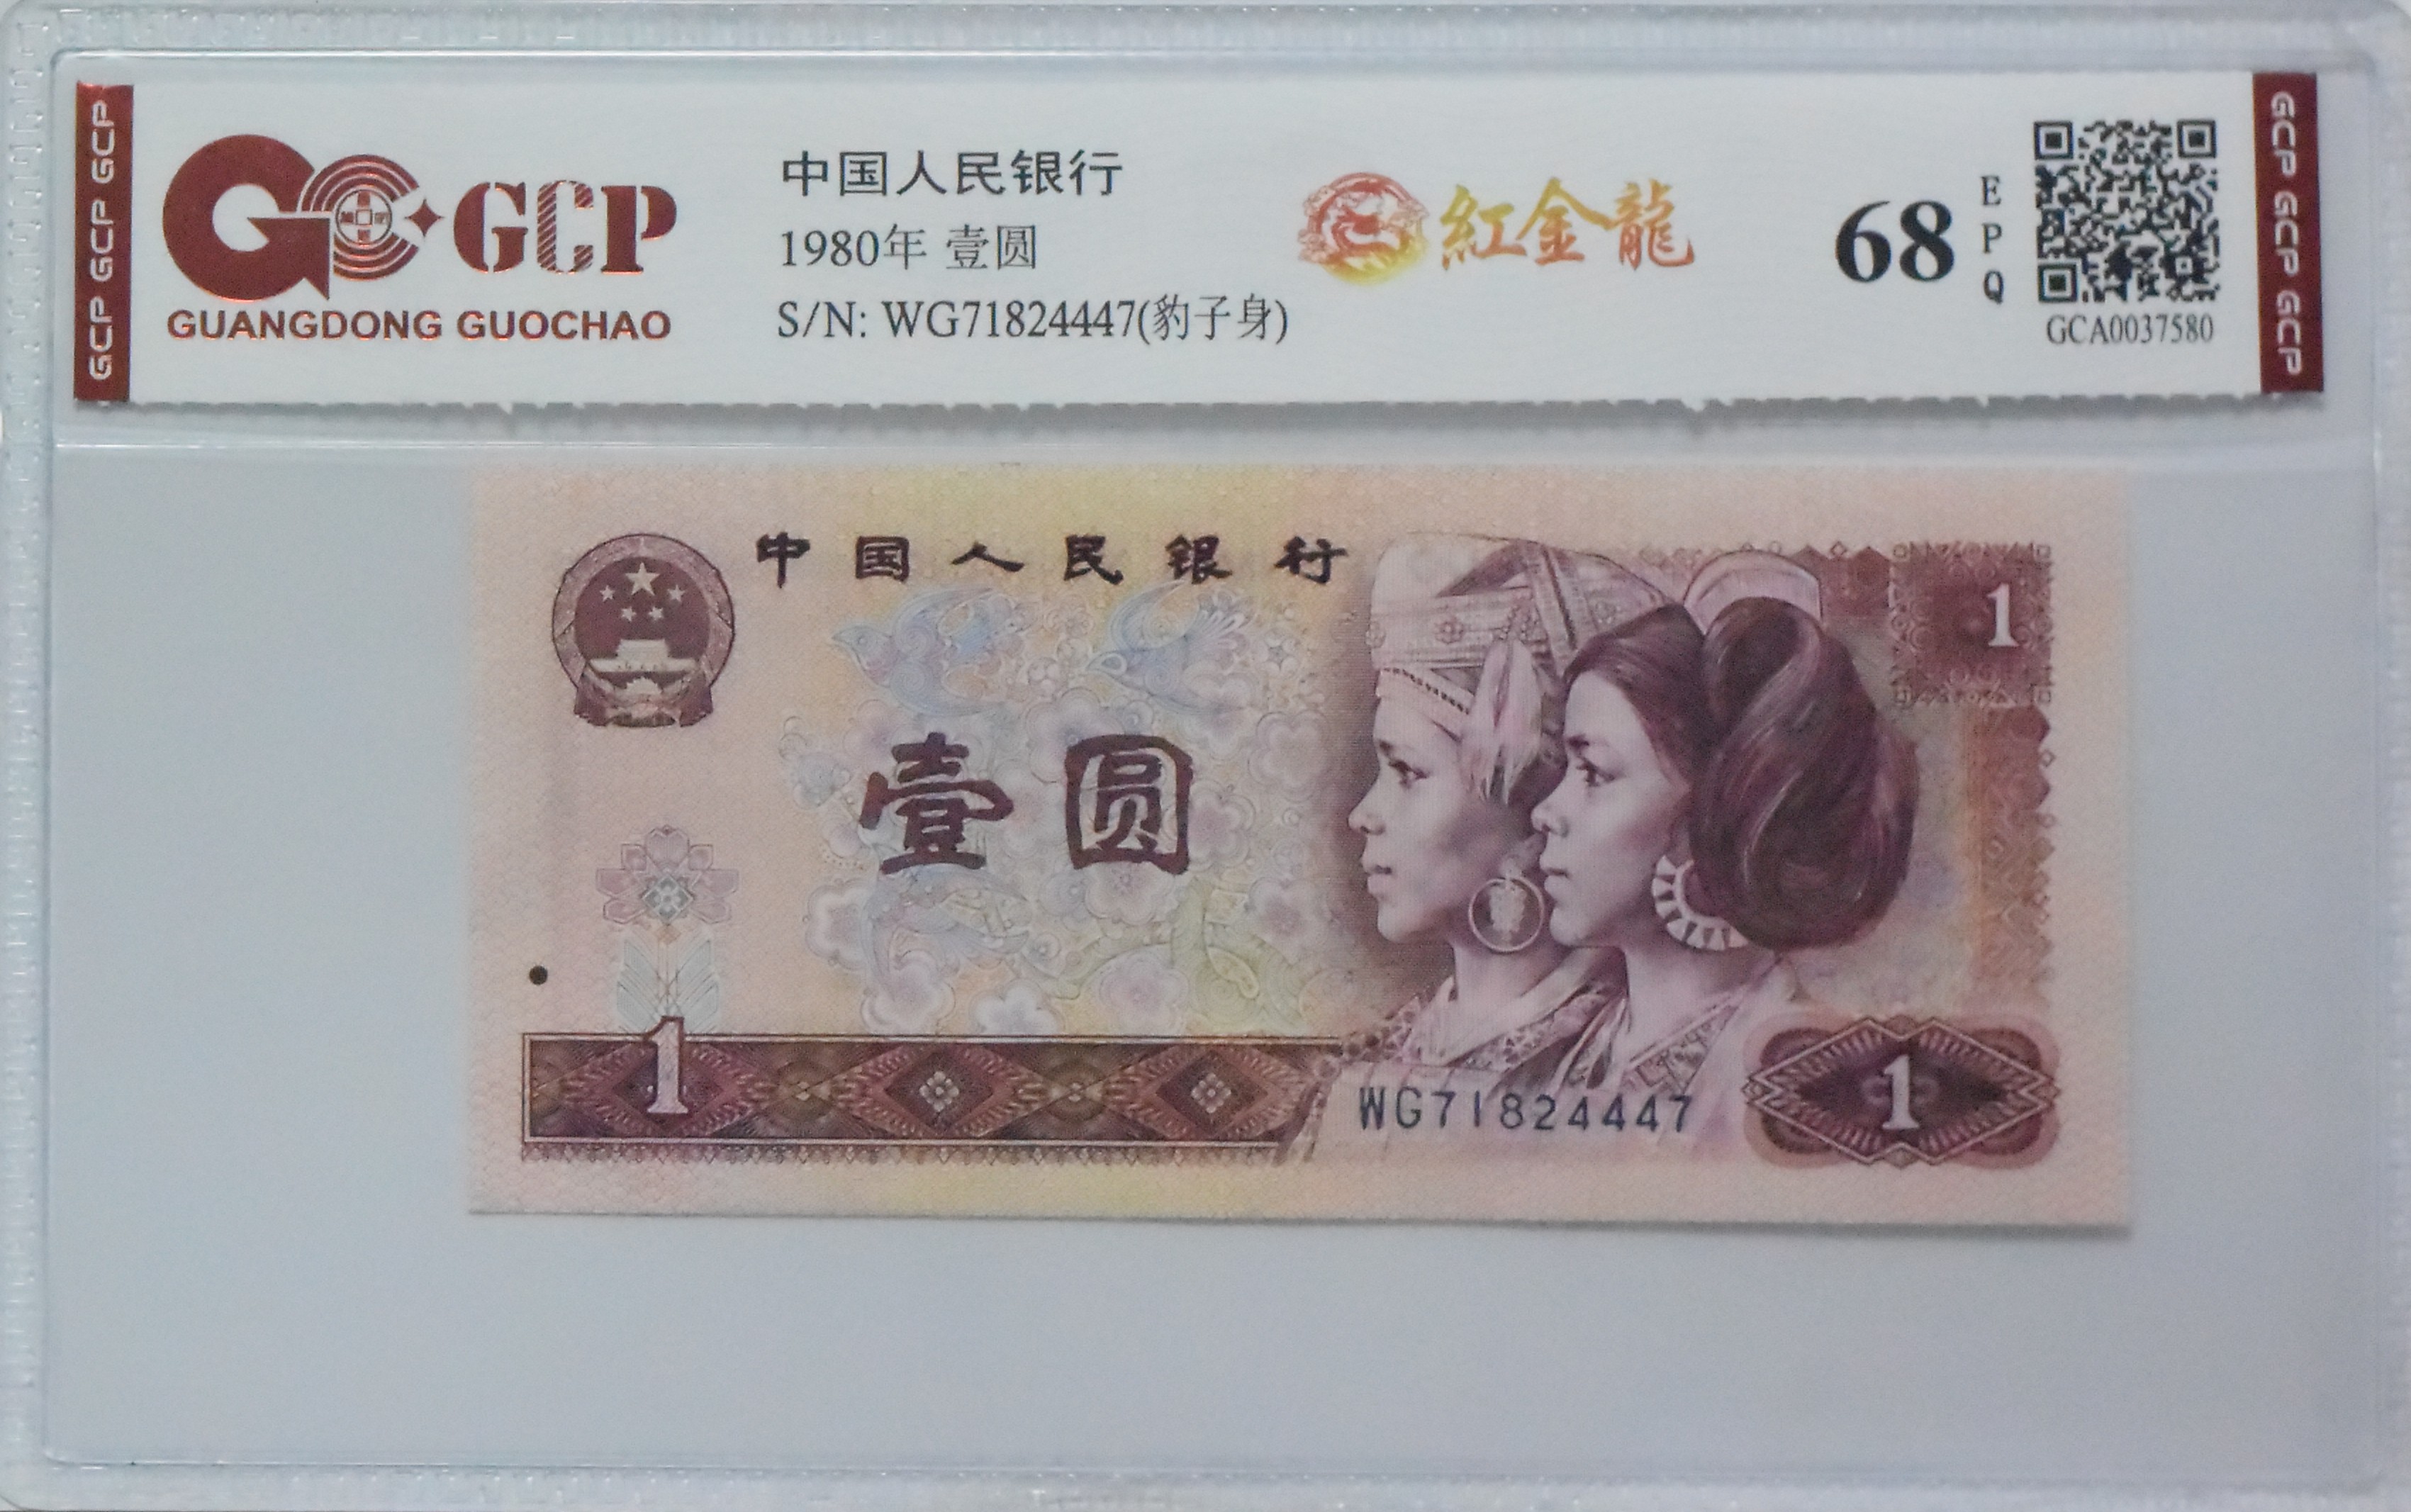 GCP GCP GCP
GCP
GUANGDONG GUOCHAO
中国人民银行
1980年 壹圆
S/N: WG71824447(豹子身)
紅金龍
68
EPQ
GCA0037580
GCP GCP GCP
中国人民银行
1
壹圆
1
WG71824447
1